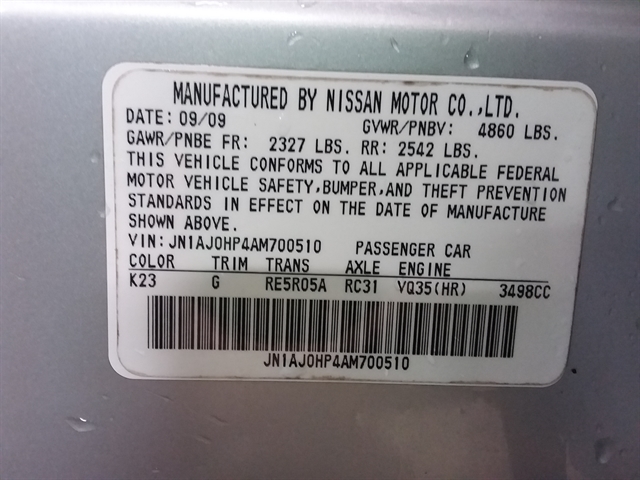 MANUFACTURED BY NISSAN MOTOR CO.,LTD.
DATE: 09/09 GVWR/PNBV: 4860 LBS.
GAWR/PNBE FR: 2327 LBS. RR: 2542 LBS.
THIS VEHICLE CONFORMS TO ALL APPLICABLE FEDERAL
MOTOR VEHICLE SAFETY,BUMPER,AND THEFT PREVENTION
STANDARDS IN EFFECT ON THE DATE OF MANUFACTURE
SHOWN ABOVE.
VIN: JN1AJ0HP4AM700510 PASSENGER CAR
COLOR TRIM TRANS AXLE ENGINE
K23 G RE5R05A RC31 VQ35(HR) 3498CC
JN1AJ0HP4AM700510